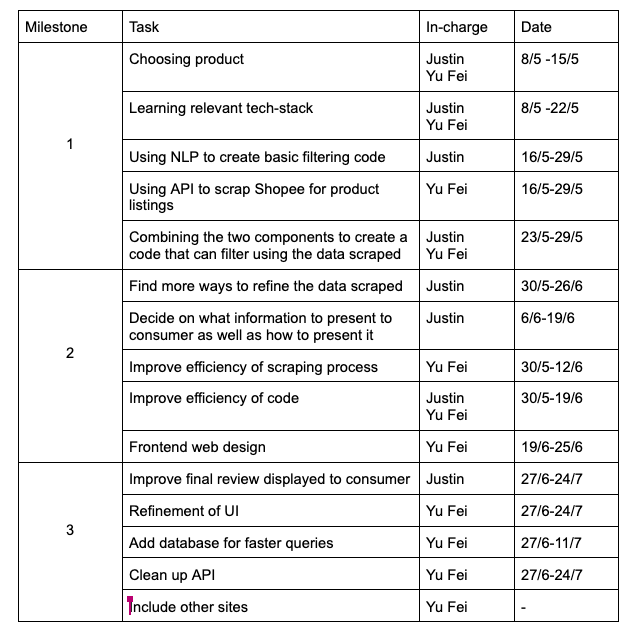 Milestone Task In-charge Date
1
Choosing product Justin 8/5 -15/5
Yu Fei
Learning relevant tech-stack Justin 8/5 -22/5
Yu Fei
Using NLP to create basic filtering code Justin 16/5-29/5
Using API to scrap Shopee for product Yu Fei 16/5-29/5
listings
Combining the two components to create a Justin 23/5-29/5
code that can filter using the data scraped Yu Fei
2
Find more ways to refine the data scraped Justin 30/5-26/6
Decide on what information to present to Justin 6/6-19/6
consumer as well as how to present it
Improve efficiency of scraping process Yu Fei 30/5-12/6
Improve efficiency of code Justin 30/5-19/6
Yu Fei
Frontend web design Yu Fei 19/6-25/6
3
Improve final review displayed to consumer Justin 27/6-24/7
Refinement of UI Yu Fei 27/6-24/7
Add database for faster queries Yu Fei 27/6-11/7
Clean up API Yu Fei 27/6-24/7
Include other sites Yu Fei -